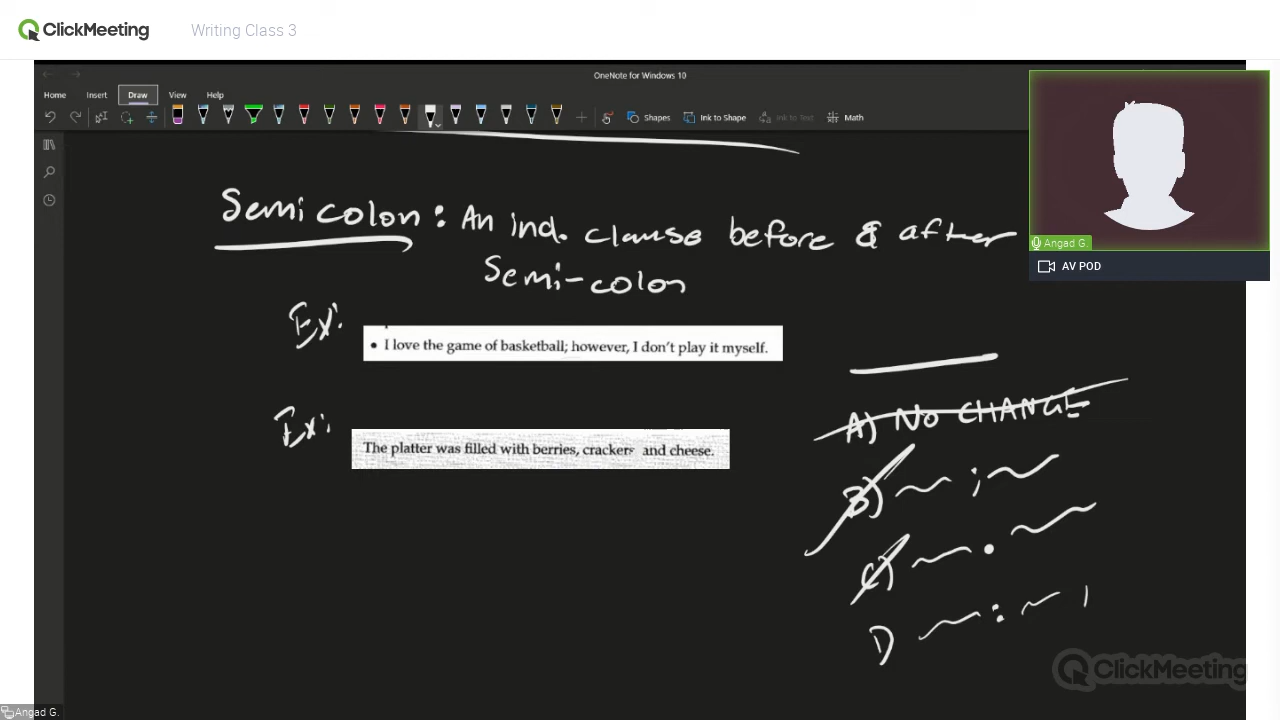 ClickMeeting
Writing Class 3
OneNote for Windows 10
Home Insert Draw View Help
Shapes Ink to Shape Ink to Text Math
Angad G.
AV POD
Semicolon: An ind. clause before & after
Semi-colon
Ex:
• I love the game of basketball; however, I don't play it myself.
Ex:
The platter was filled with berries, crackers and cheese.
A) NO CHANGE
B) ;
C) .
D :
ClickMeeting
Angad G.